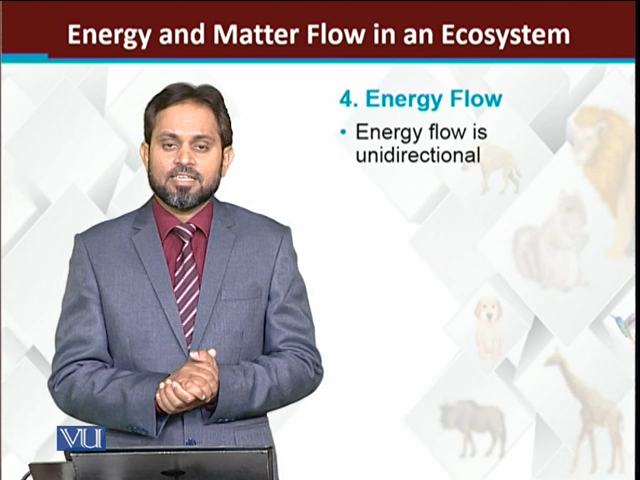 Energy and Matter Flow in an Ecosystem
4. Energy Flow
• Energy flow is
unidirectional
VU